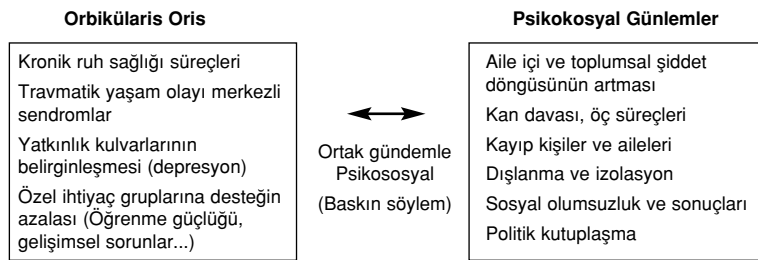 Orbikülaris Oris
Kronik ruh sağlığı süreçleri
Travmatik yaşam olayı merkezli
sendromlar
Yatkınlık kulvarlarının
belirginleşmesi (depresyon)
Özel ihtiyaç gruplarına desteğin
azalası (Öğrenme güçlüğü,
gelişimsel sorunlar...)
Ortak gündemle
Psikososyal
(Baskın söylem)
Psikokosyal Günlemler
Aile içi ve toplumsal şiddet
döngüsünün artması
Kan davası, öç süreçleri
Kayıp kişiler ve aileleri
Dışlanma ve izolasyon
Sosyal olumsuzluk ve sonuçları
Politik kutuplaşma